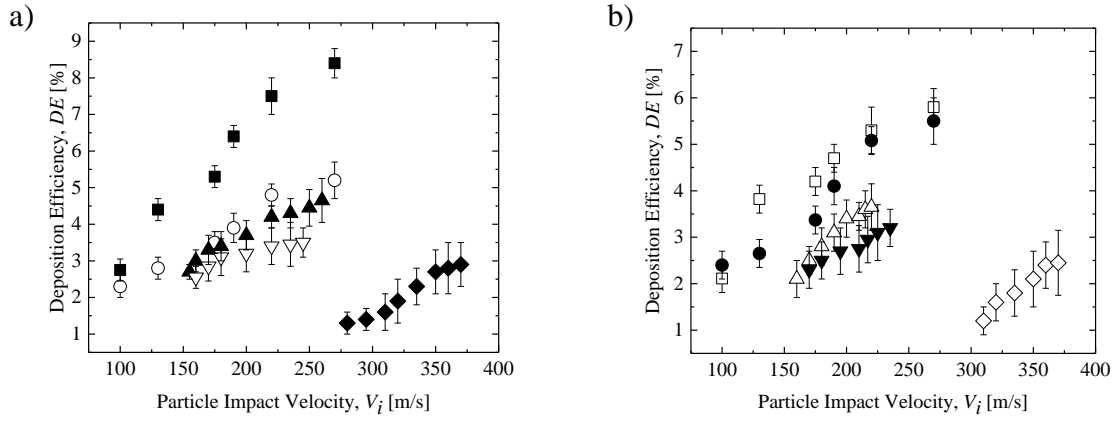 a)
9
8
7
6
5
4
3
2
1
Deposition Efficiency, DE [%]
100 150 200 250 300 350 400
Particle Impact Velocity, Vi [m/s]
b)
7
6
5
4
3
2
1
Deposition Efficiency, DE [%]
100 150 200 250 300 350 400
Particle Impact Velocity, Vi [m/s]